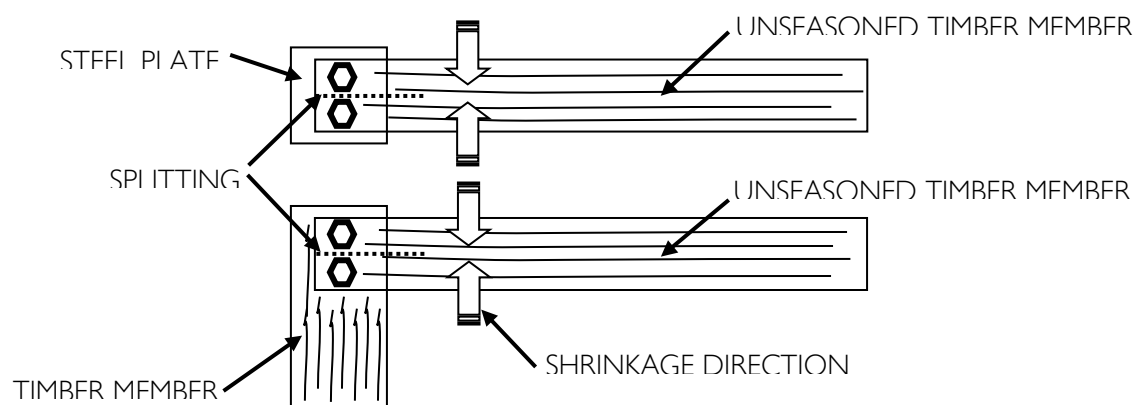 UNSEASONED TIMBER MEMBER
STEEL PLATE
SPLITTING
UNSEASONED TIMBER MEMBER
SHRINKAGE DIRECTION
TIMBER MEMBER